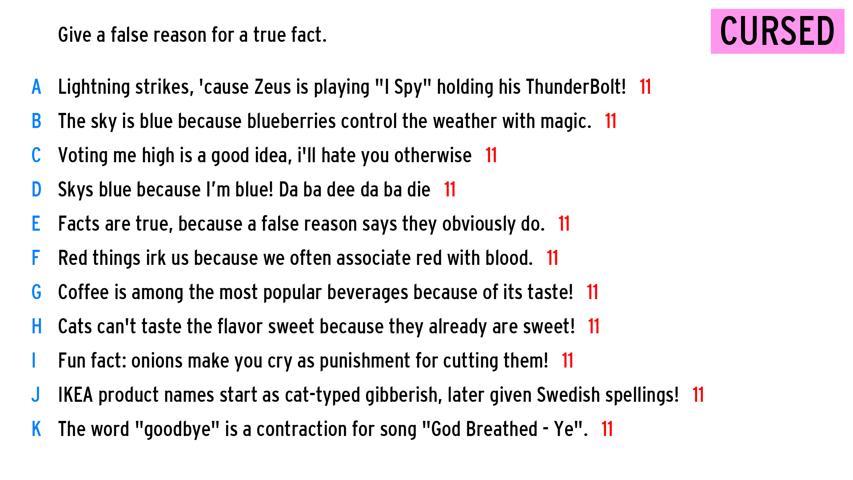 Give a false reason for a true fact.
CURSED
A Lightning strikes, 'cause Zeus is playing "I Spy" holding his ThunderBolt! 11
B The sky is blue because blueberries control the weather with magic. 11
C Voting me high is a good idea, i'll hate you otherwise 11
D Skys blue because I'm blue! Da ba dee da ba die 11
E Facts are true, because a false reason says they obviously do. 11
F Red things irk us because we often associate red with blood. 11
G Coffee is among the most popular beverages because of its taste! 11
H Cats can't taste the flavor sweet because they already are sweet! 11
I Fun fact: onions make you cry as punishment for cutting them! 11
J IKEA product names start as cat-typed gibberish, later given Swedish spellings! 11
K The word "goodbye" is a contraction for song "God Breathed - Ye". 11